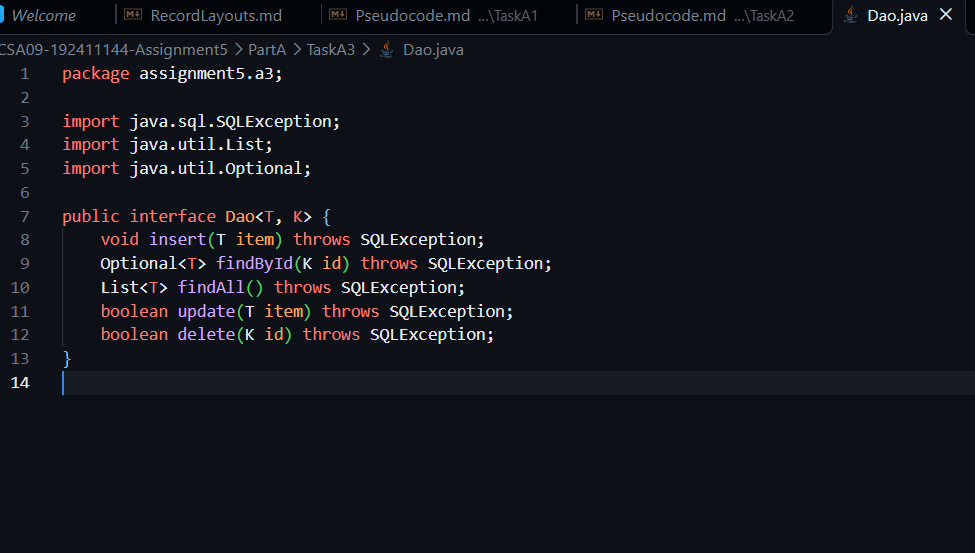 Welcome
RecordLayouts.md
Pseudocode.md ...\TaskA1
Pseudocode.md ...\TaskA2
Dao.java
CSA09-192411144-Assignment5 > PartA > TaskA3 > Dao.java
1 package assignment5.a3;
2
3 import java.sql.SQLException;
4 import java.util.List;
5 import java.util.Optional;
6
7 public interface Dao<T, K> {
8     void insert(T item) throws SQLException;
9     Optional<T> findById(K id) throws SQLException;
10     List<T> findAll() throws SQLException;
11     boolean update(T item) throws SQLException;
12     boolean delete(K id) throws SQLException;
13 }
14